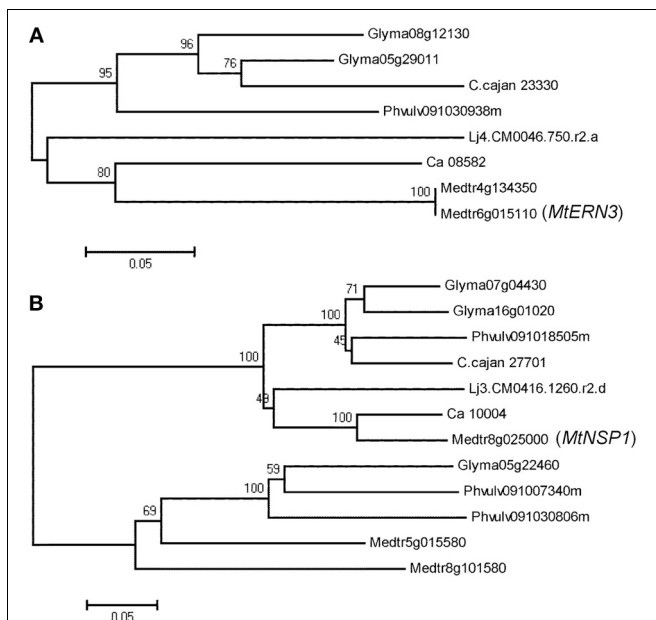 A
96
Glyma08g12130
76
Glyma05g29011
95
C.cajan 23330
Phvulv091030938m
Lj4.CM0046.750.r2.a
80
Ca 08582
100
Medtr4g134350
Medtr6g015110 (MtERN3)
0.05
B
71
Glyma07g04430
100
Glyma16g01020
45
Phvulv091018505m
100
C.cajan 27701
49
Lj3.CM0416.1260.r2.d
100
Ca 10004
Medtr8g025000 (MtNSP1)
59
Glyma05g22460
100
Phvulv091007340m
69
Phvulv091030806m
Medtr5g015580
Medtr8g101580
0.05